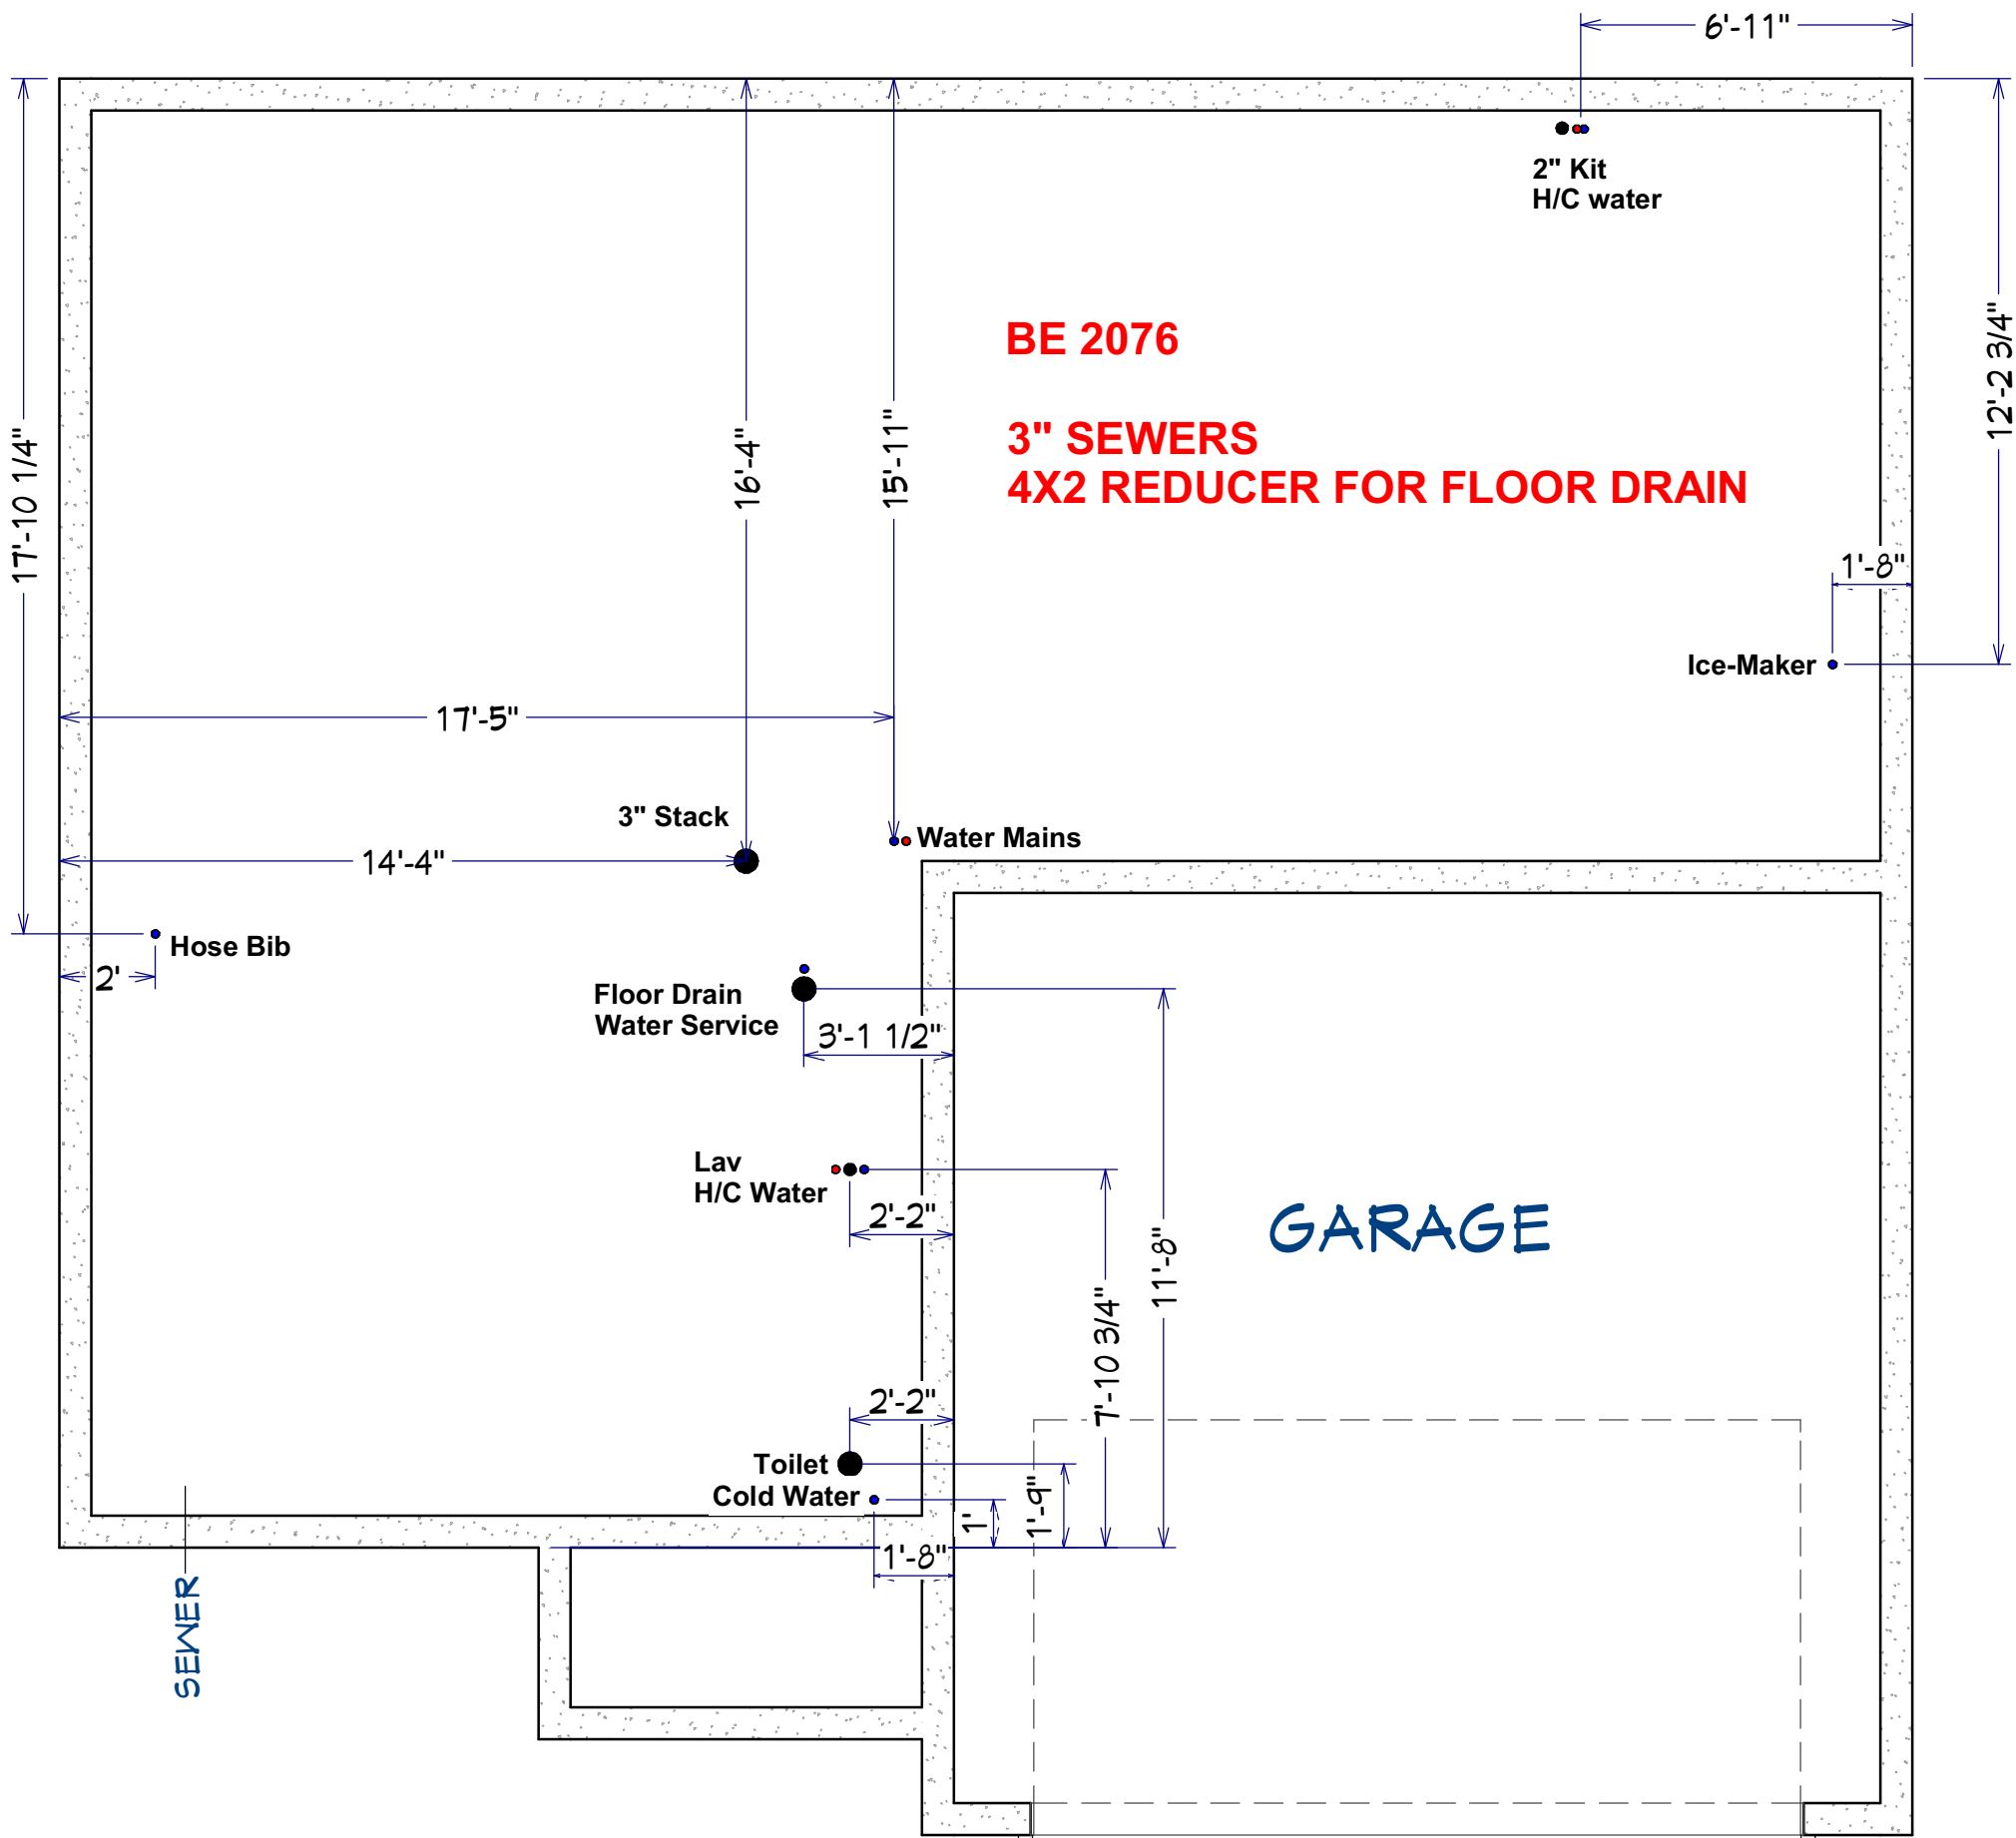 6'-11"
2" Kit
H/C water
BE 2076
12'-2 3/4"
3" SEWERS
4X2 REDUCER FOR FLOOR DRAIN
17'-10 1/4"
16'-4"
15'-11"
1'-8"
Ice-Maker
17'-5"
3" Stack
Water Mains
14'-4"
Hose Bib
2'
Floor Drain
Water Service
3'-1 1/2"
Lav
H/C Water
2'-2"
GARAGE
11'-8"
7'-10 3/4"
2'-2"
Toilet
Cold Water
1'
1'-9"
1'-8"
SEWER